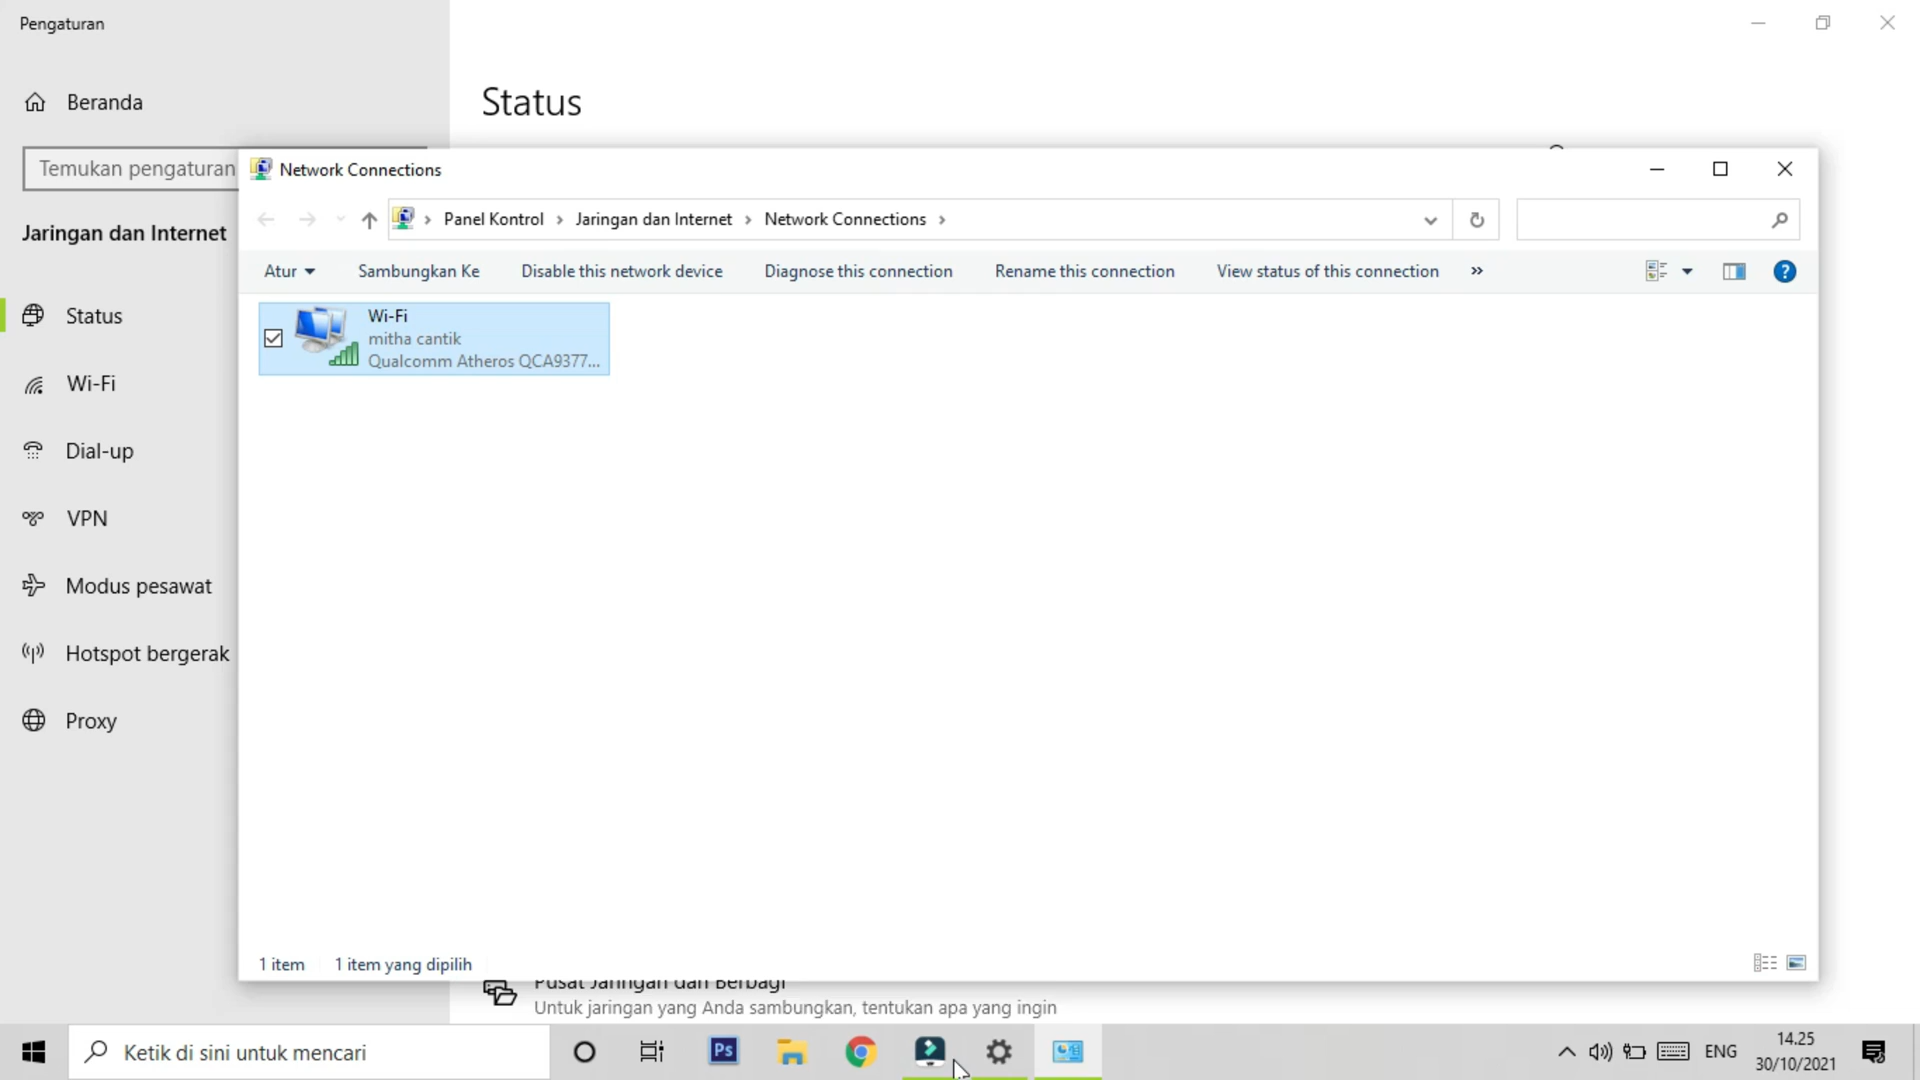 Pengaturan
Beranda
Temukan pengaturan
Jaringan dan Internet
Status
Wi-Fi
Dial-up
VPN
Modus pesawat
Hotspot bergerak
Proxy
Status
Network Connections
Panel Kontrol > Jaringan dan Internet > Network Connections >
Atur Sambungkan Ke Disable this network device Diagnose this connection Rename this connection View status of this connection »
Wi-Fi
mitha cantik
Qualcomm Atheros QCA9377...
1 item 1 item yang dipilih
Pusat Jaringan dan Berbagi
Untuk jaringan yang Anda sambungkan, tentukan apa yang ingin
Ketik di sini untuk mencari
Ps
ENG
14.25
30/10/2021